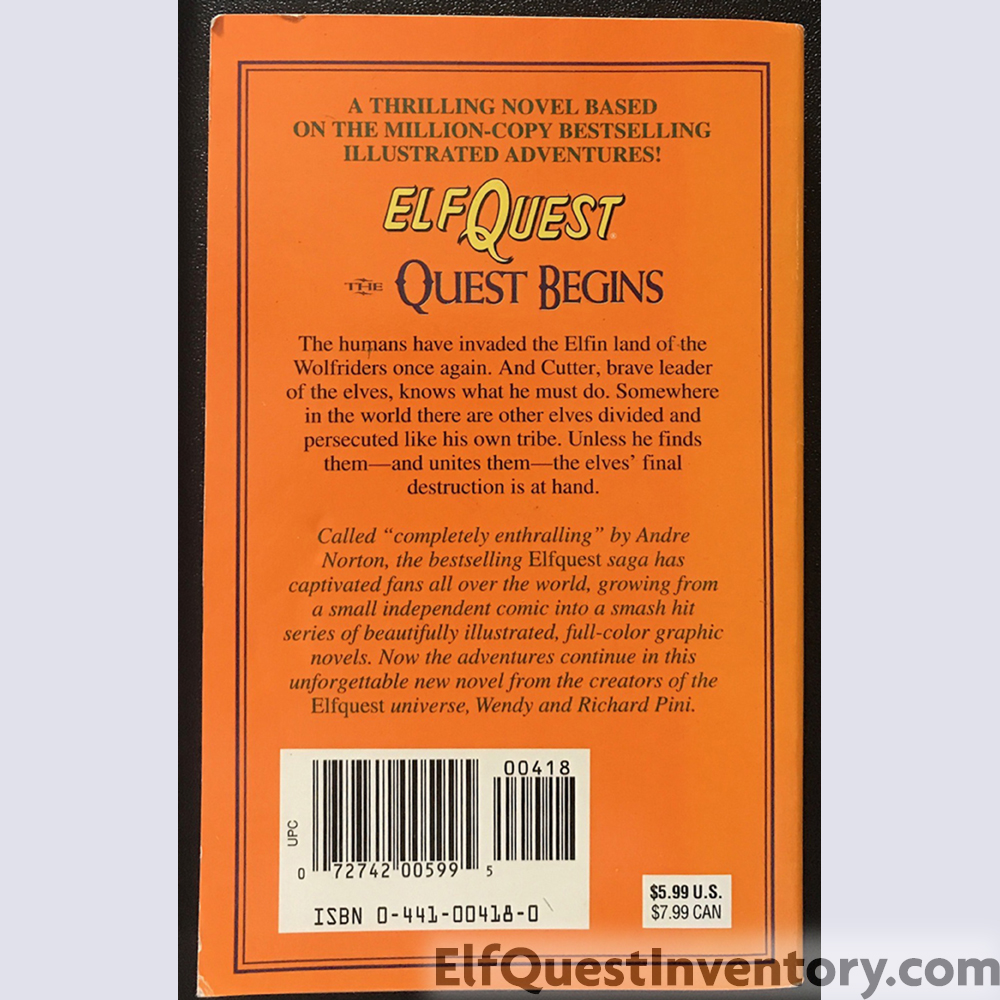 A THRILLING NOVEL BASED
ON THE MILLION-COPY BESTSELLING
ILLUSTRATED ADVENTURES!
ELFQUEST®
THE QUEST BEGINS
The humans have invaded the Elfin land of the
Wolfriders once again. And Cutter, brave leader
of the elves, knows what he must do. Somewhere
in the world there are other elves divided and
persecuted like his own tribe. Unless he finds
them—and unites them—the elves' final
destruction is at hand.
Called "completely enthralling" by Andre
Norton, the bestselling Elfquest saga has
captivated fans all over the world, growing from
a small independent comic into a smash hit
series of beautifully illustrated, full-color graphic
novels. Now the adventures continue in this
unforgettable new novel from the creators of the
Elfquest universe, Wendy and Richard Pini.
00418
UPC
0 72742 00599 5
ISBN 0-441-00418-0
$5.99 U.S.
$7.99 CAN
ElfQuestInventory.com